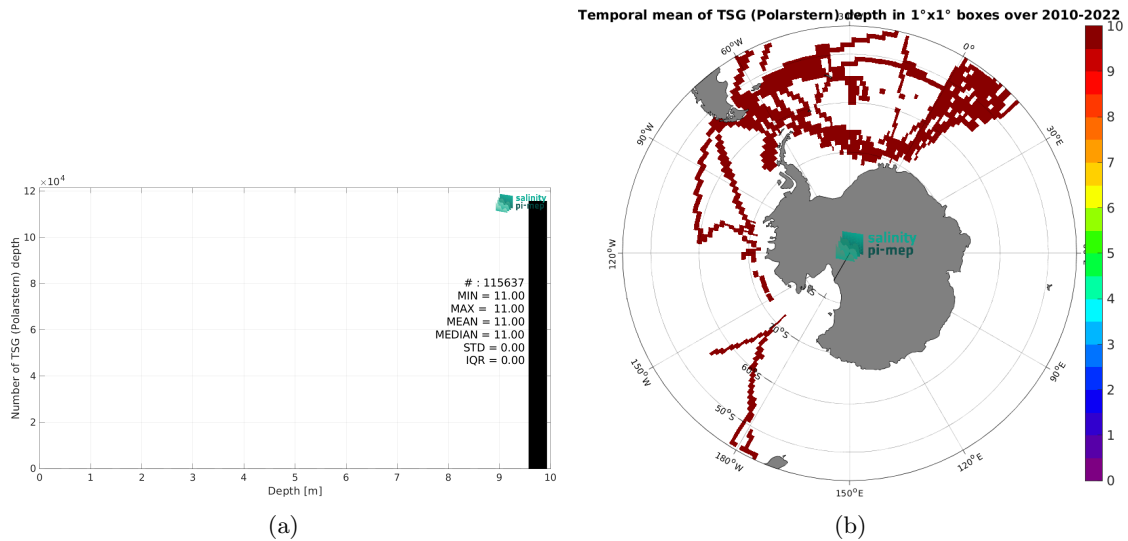 Temporal mean of TSG (Polarstern) depth in 1°x1° boxes over 2010-2022
×10⁴
12
10
8
6
4
2
0
Number of TSG (Polarstern) depth
salinity
pi-mep
# : 115637
MIN = 11.00
MAX = 11.00
MEAN = 11.00
MEDIAN = 11.00
STD = 0.00
IQR = 0.00
0 1 2 3 4 5 6 7 8 9 10
Depth [m]
(a)
60°W
0°
30°E
90°W
120°W
150°W
180°W
150°E
120°E
90°E
70°S
60°S
50°S
salinity
pi-mep
10
9
8
7
6
5
4
3
2
1
0
(b)